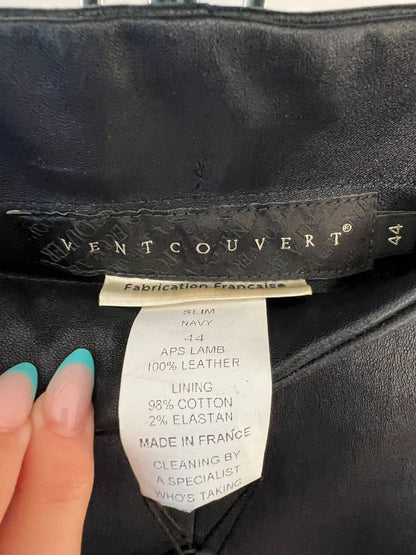 VENTCOUVERT®
44
Fabrication Française
SLIM
NAVY
44
APS LAMB
100% LEATHER
LINING
98% COTTON
2% ELASTAN
MADE IN FRANCE
CLEANING BY
A SPECIALIST
WHO'S TAKING